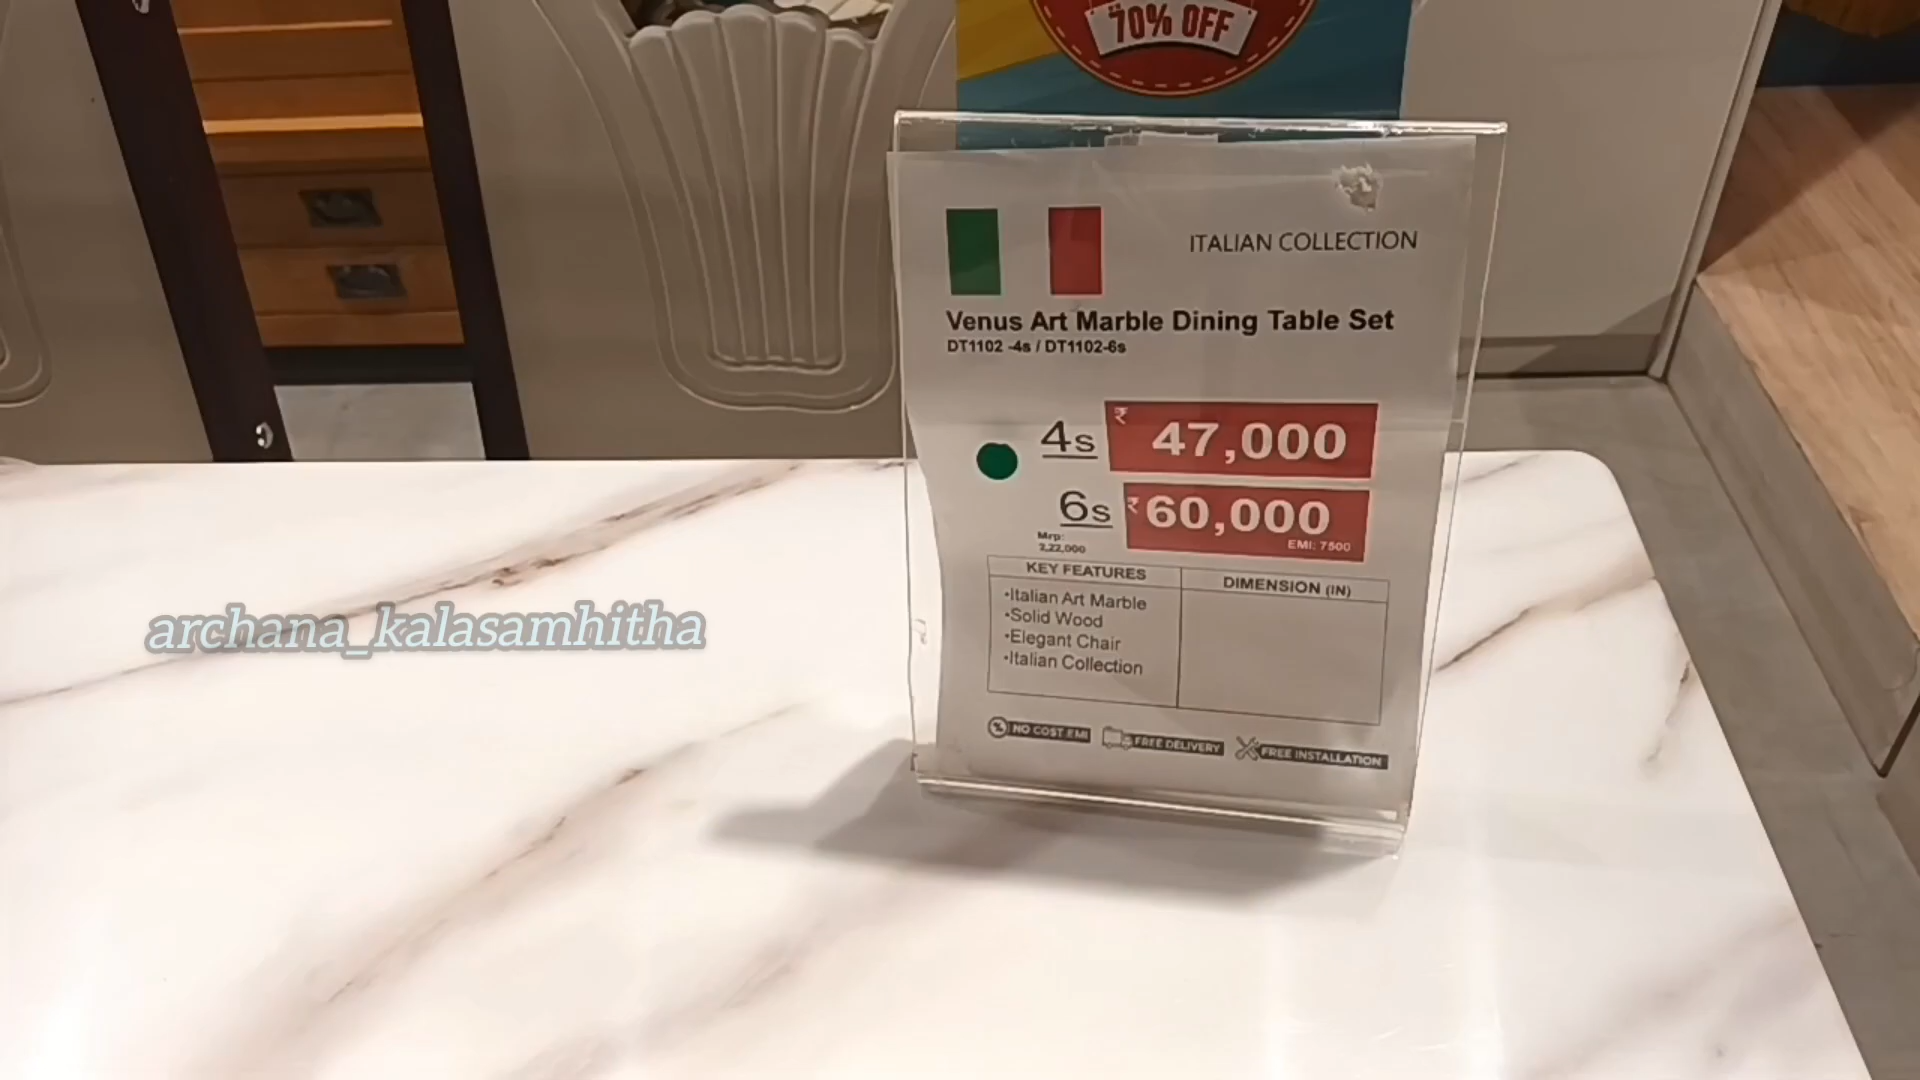 70% OFF
ITALIAN COLLECTION
Venus Art Marble Dining Table Set
DT1102 -4s / DT1102-6s
4s ₹ 47,000
6s ₹ 60,000
Mrp:
2,22,000
EMI: 7500
KEY FEATURES
DIMENSION (IN)
•Italian Art Marble
•Solid Wood
•Elegant Chair
•Italian Collection
NO COST EMI
FREE DELIVERY
FREE INSTALLATION
archana_kalasamhitha